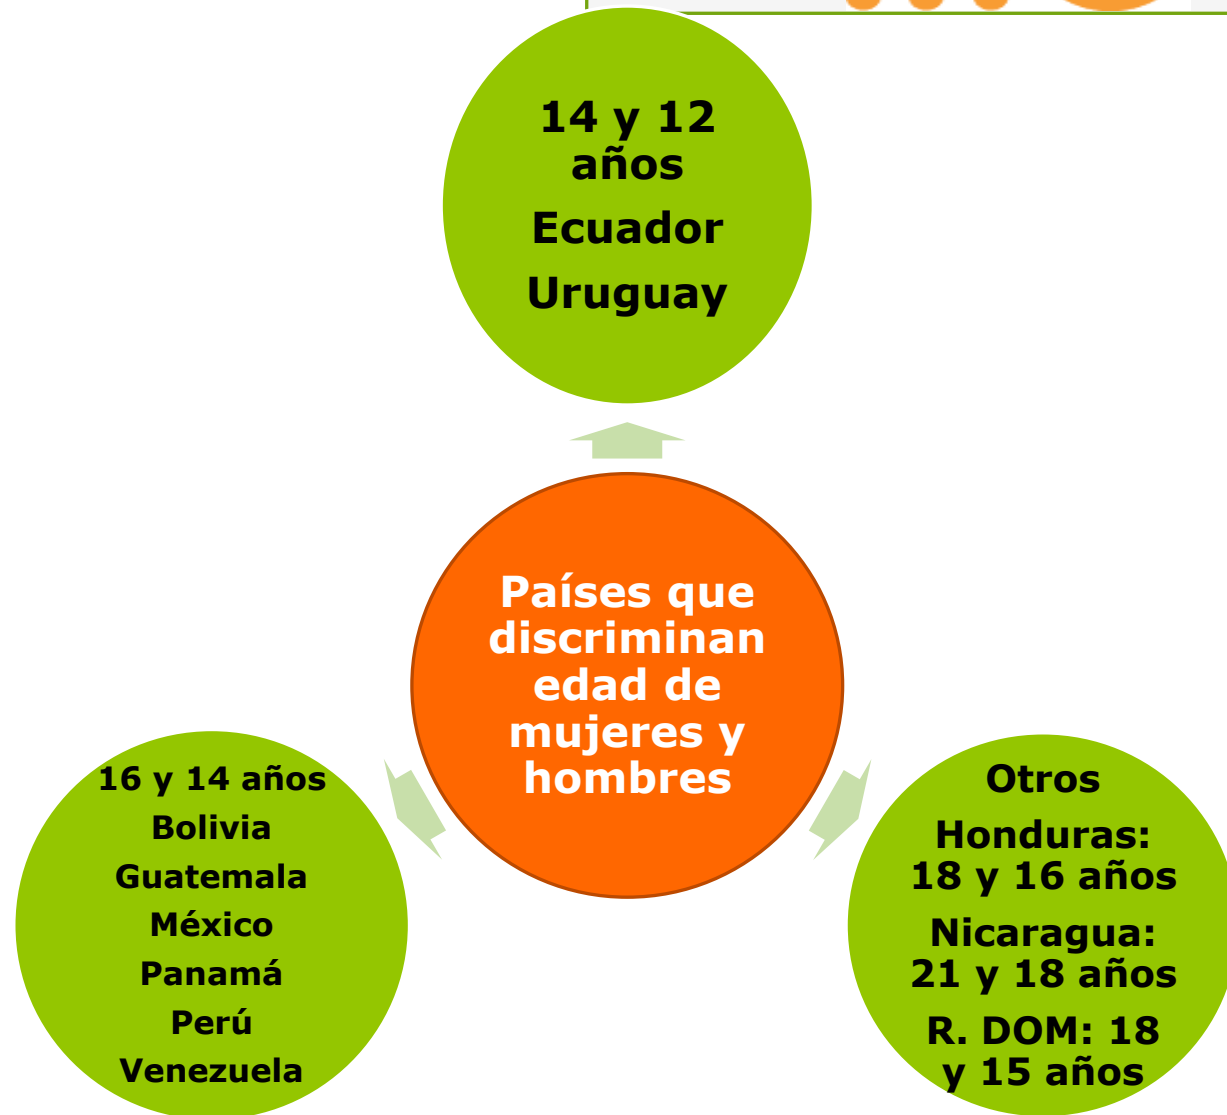 14 y 12
años
Ecuador
Uruguay
Países que
discriminan
edad de
mujeres y
hombres
16 y 14 años
Bolivia
Guatemala
México
Panamá
Perú
Venezuela
Otros
Honduras:
18 y 16 años
Nicaragua:
21 y 18 años
R. DOM: 18
y 15 años